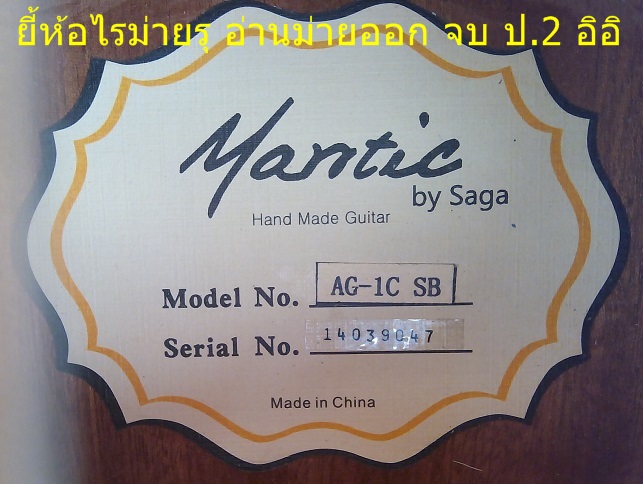 ยี้ห้อไรม่ายรุ อ่านม่ายออก จบ ป.2 อิอิ
Mantic
by Saga
Hand Made Guitar
Model No. AG-1C SB
Serial No. 14039047
Made in China